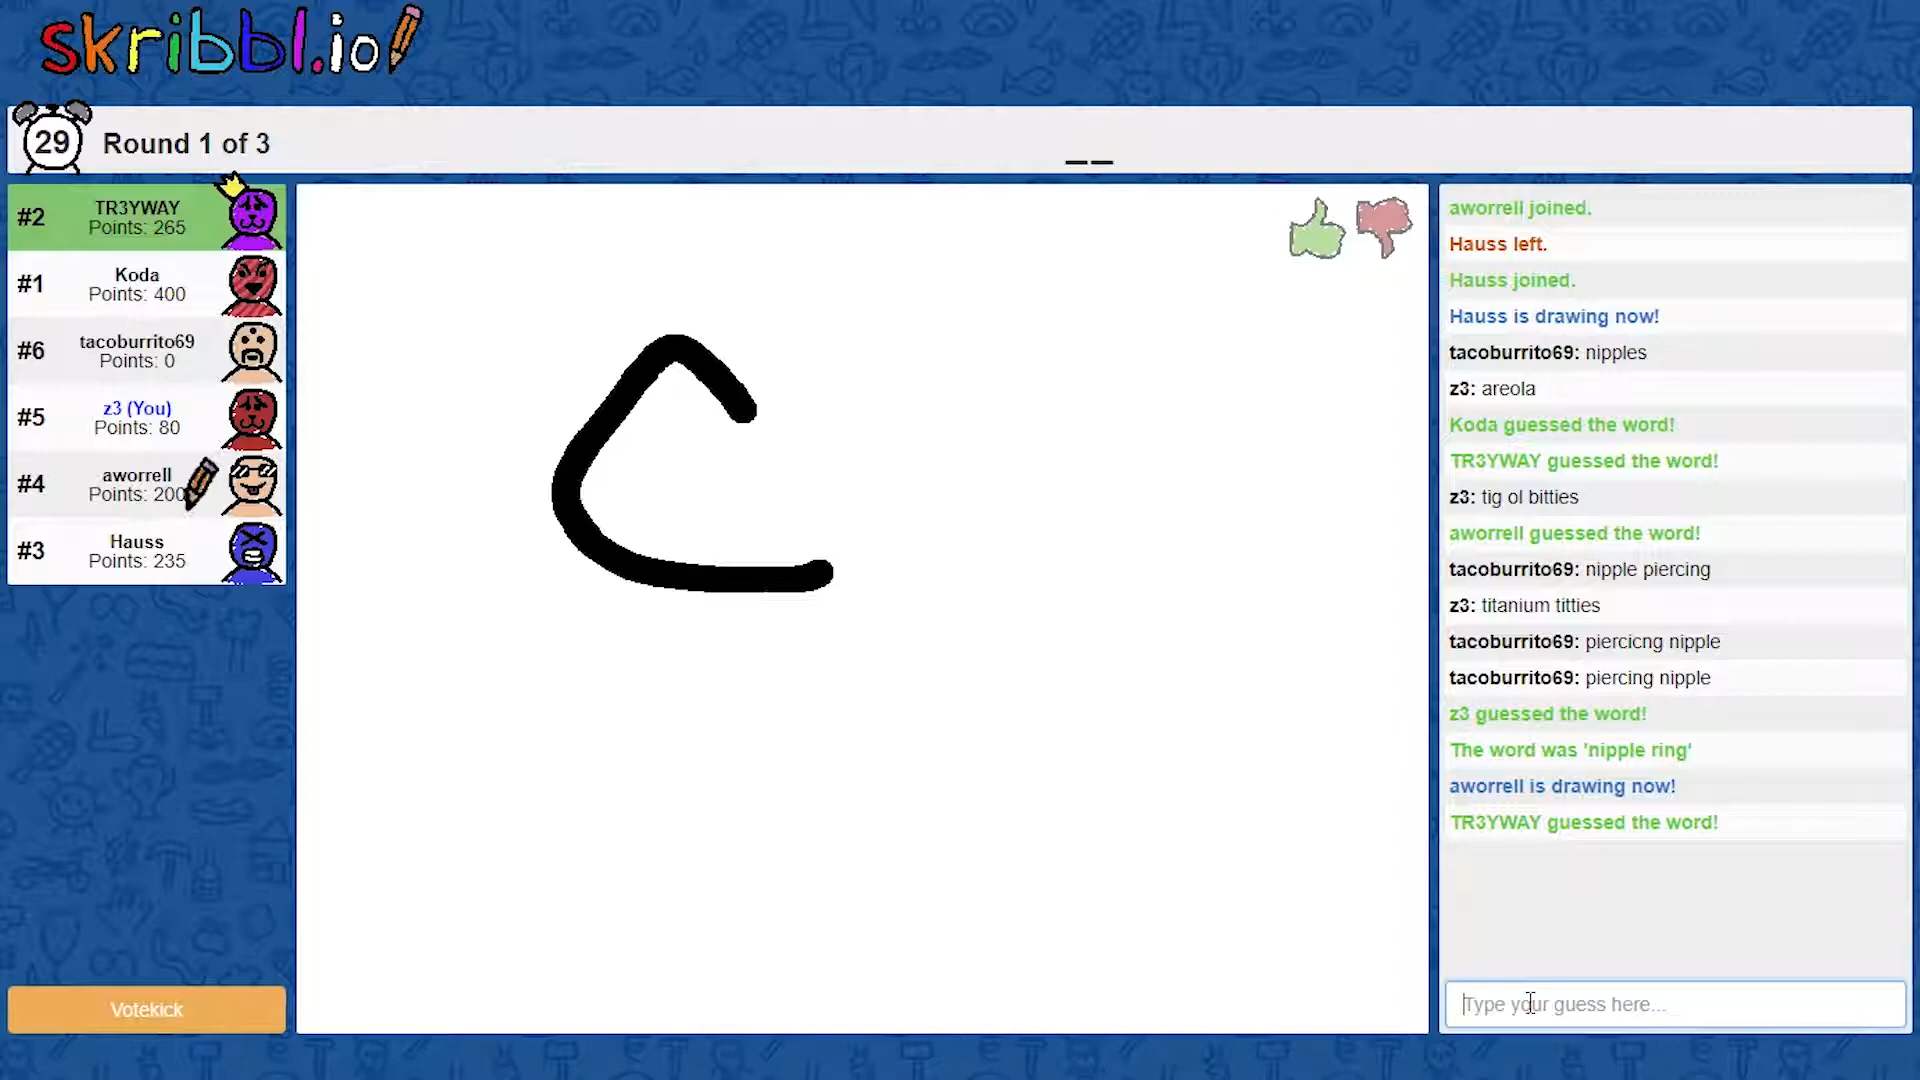 skribbl.io
29
Round 1 of 3
__
#2
TR3YWAY
Points: 265
#1
Koda
Points: 400
#6
tacoburrito69
Points: 0
#5
z3 (You)
Points: 80
#4
aworrell
Points: 200
#3
Hauss
Points: 235
Votekick
aworrell joined.
Hauss left.
Hauss joined.
Hauss is drawing now!
tacoburrito69: nipples
z3: areola
Koda guessed the word!
TR3YWAY guessed the word!
z3: tig ol bitties
aworrell guessed the word!
tacoburrito69: nipple piercing
z3: titanium titties
tacoburrito69: piercicng nipple
tacoburrito69: piercing nipple
z3 guessed the word!
The word was 'nipple ring'
aworrell is drawing now!
TR3YWAY guessed the word!
Type your guess here...